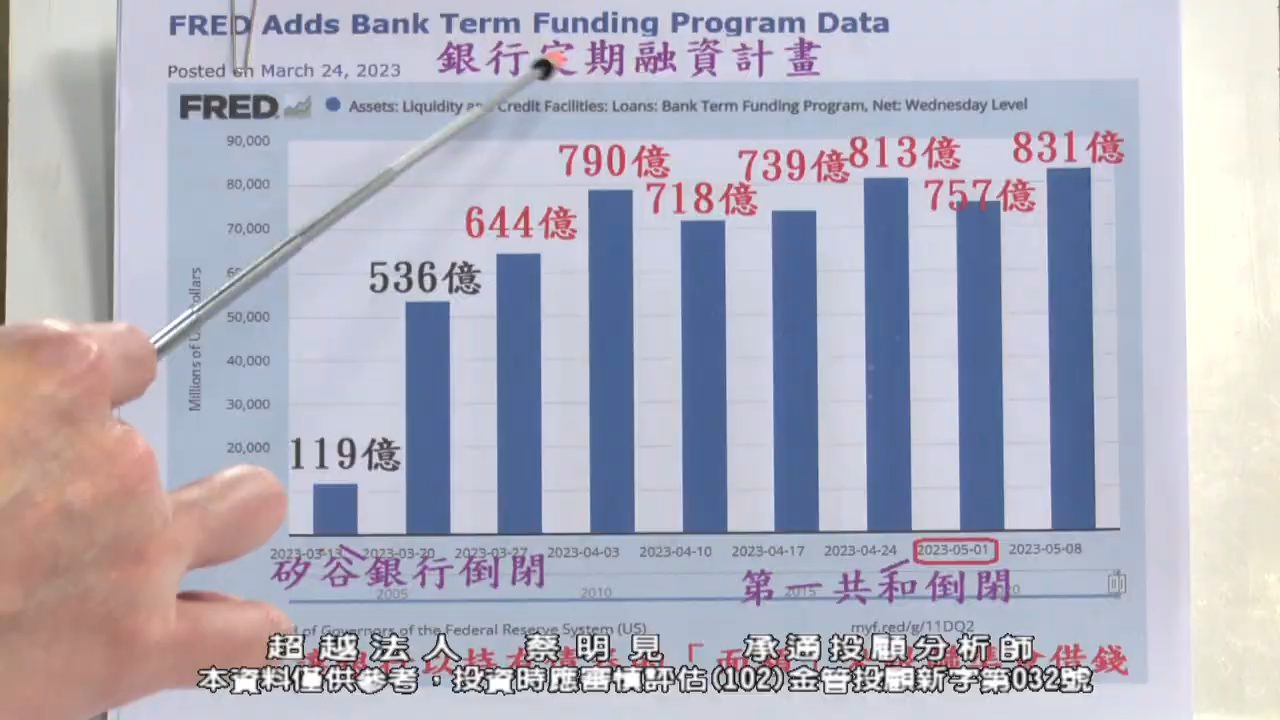 FRED Adds Bank Term Funding Program Data
銀行定期融資計畫
Posted on March 24, 2023
FRED Assets: Liquidity and Credit Facilities: Loans: Bank Term Funding Program, Net: Wednesday Level
90,000
80,000
70,000
50,000
40,000
30,000
20,000
Millions of U.S. Dollars
119億
536億
644億
790億
718億
739億
813億
757億
831億
2023-03-13 2023-03-20 2023-03-27 2023-04-03 2023-04-10 2023-04-17 2023-04-24 2023-05-01 2023-05-08
矽谷銀行倒閉
第一共和倒閉
2005 2010 2015
of Governors of the Federal Reserve System (US) myf.red/g/11DQ2
借錢
超越法人 蔡明見 承通投顧分析師
本資料僅供參考，投資時應審慎評估(102)金管投顧新字第032號